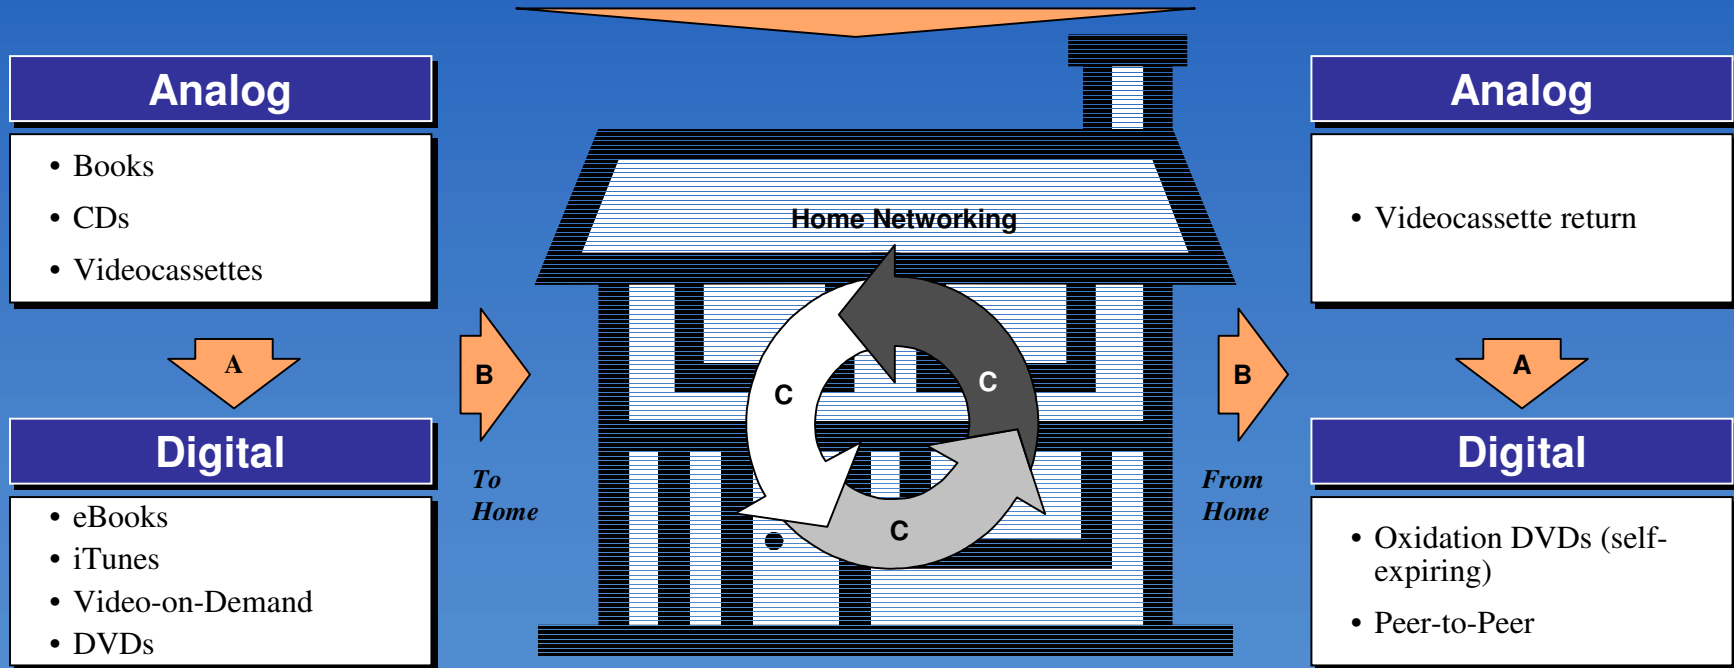 Analog
• Books
• CDs
• Videocassettes
A
Digital
• eBooks
• iTunes
• Video-on-Demand
• DVDs
B
To
Home
Home Networking
C
C
C
B
From
Home
Analog
• Videocassette return
A
Digital
• Oxidation DVDs (self-
expiring)
• Peer-to-Peer